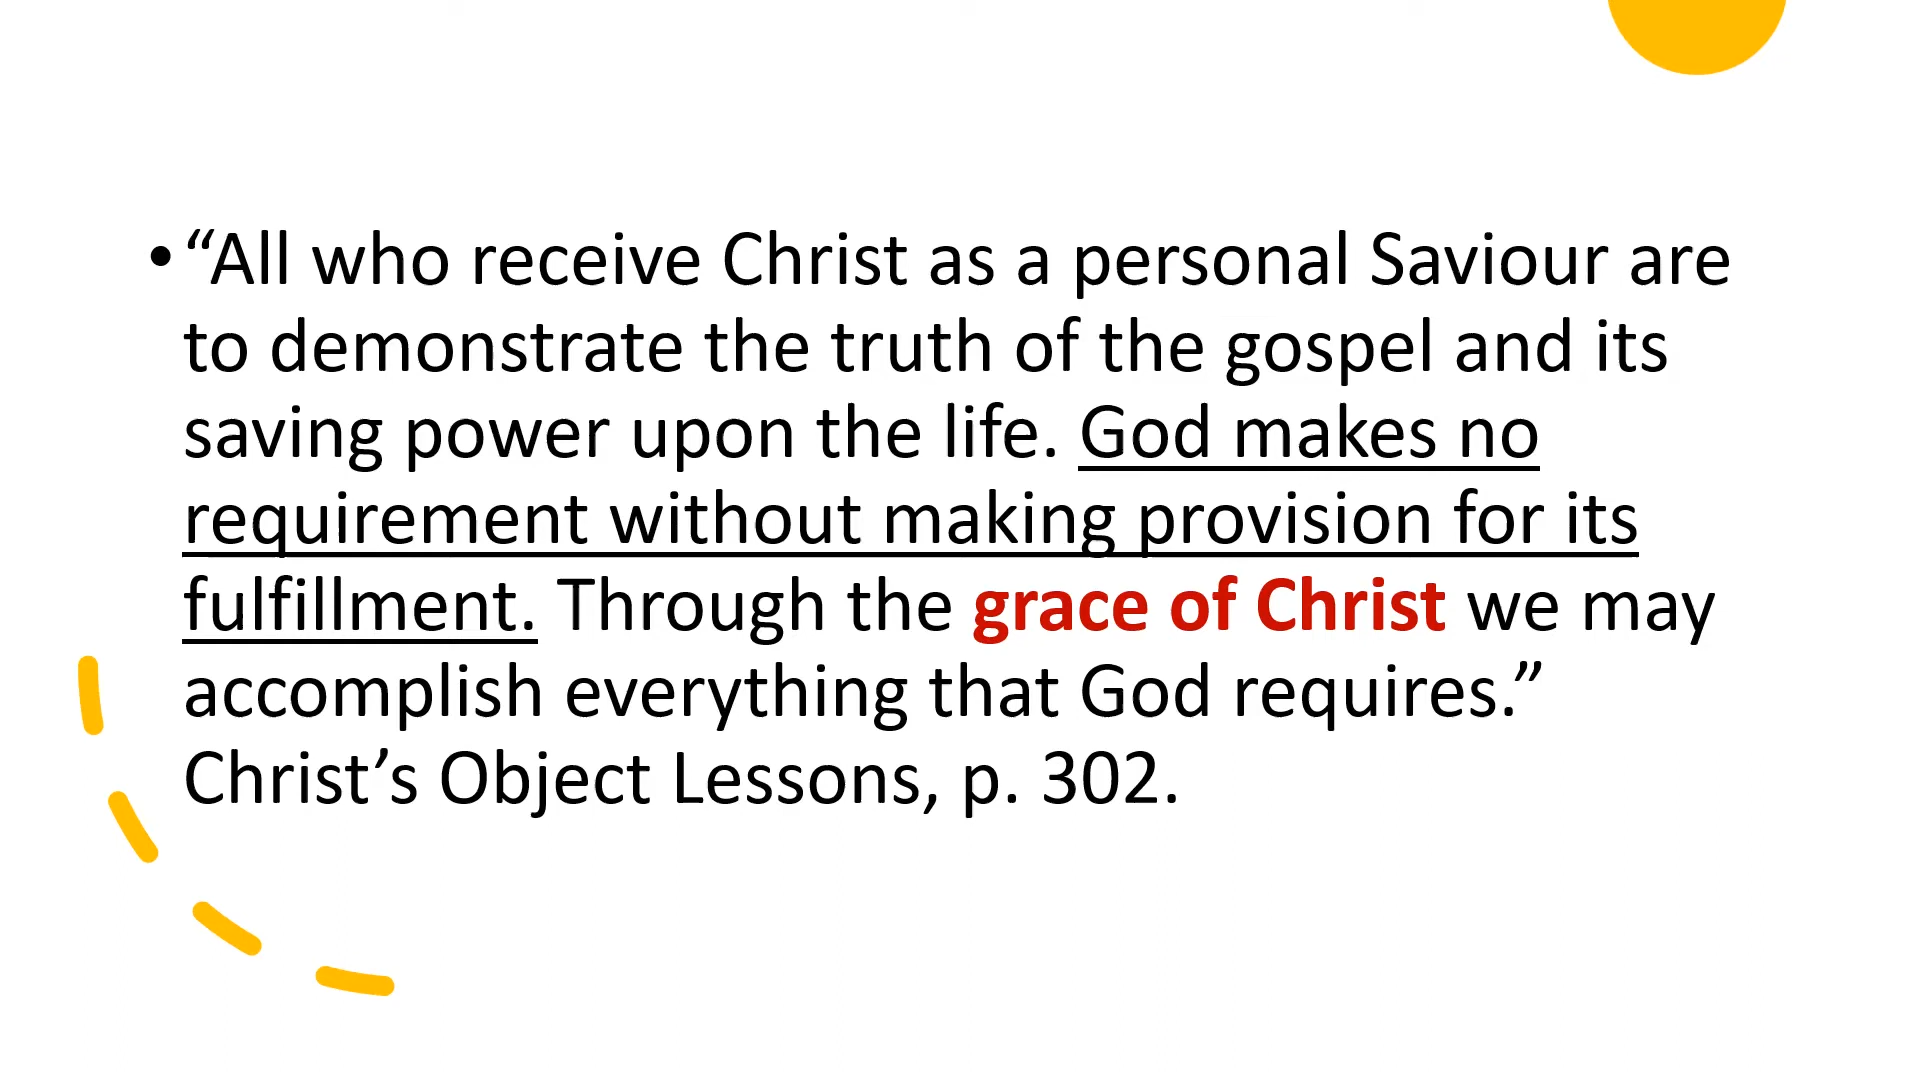 •“All who receive Christ as a personal Saviour are
to demonstrate the truth of the gospel and its
saving power upon the life. God makes no
requirement without making provision for its
fulfillment. Through the grace of Christ we may
accomplish everything that God requires.”
Christ’s Object Lessons, p. 302.